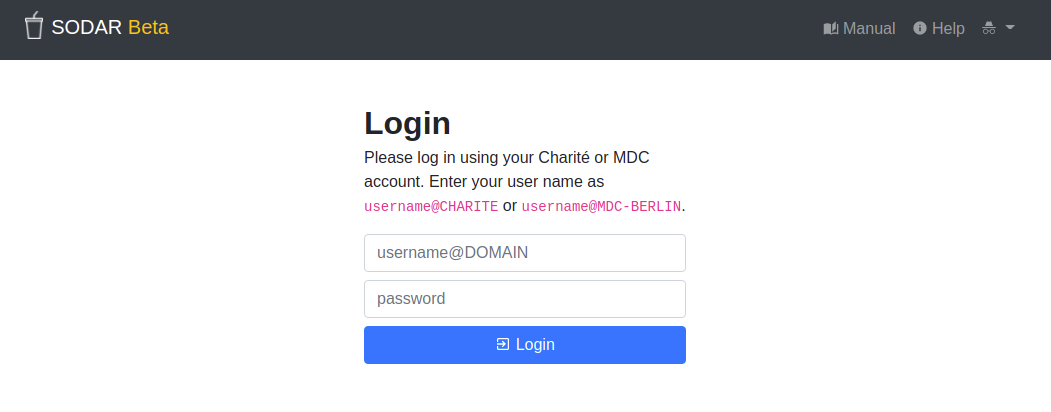 SODAR Beta
Manual
Help
Login
Please log in using your Charité or MDC
account. Enter your user name as
username@CHARITE or username@MDC-BERLIN.
username@DOMAIN
password
Login